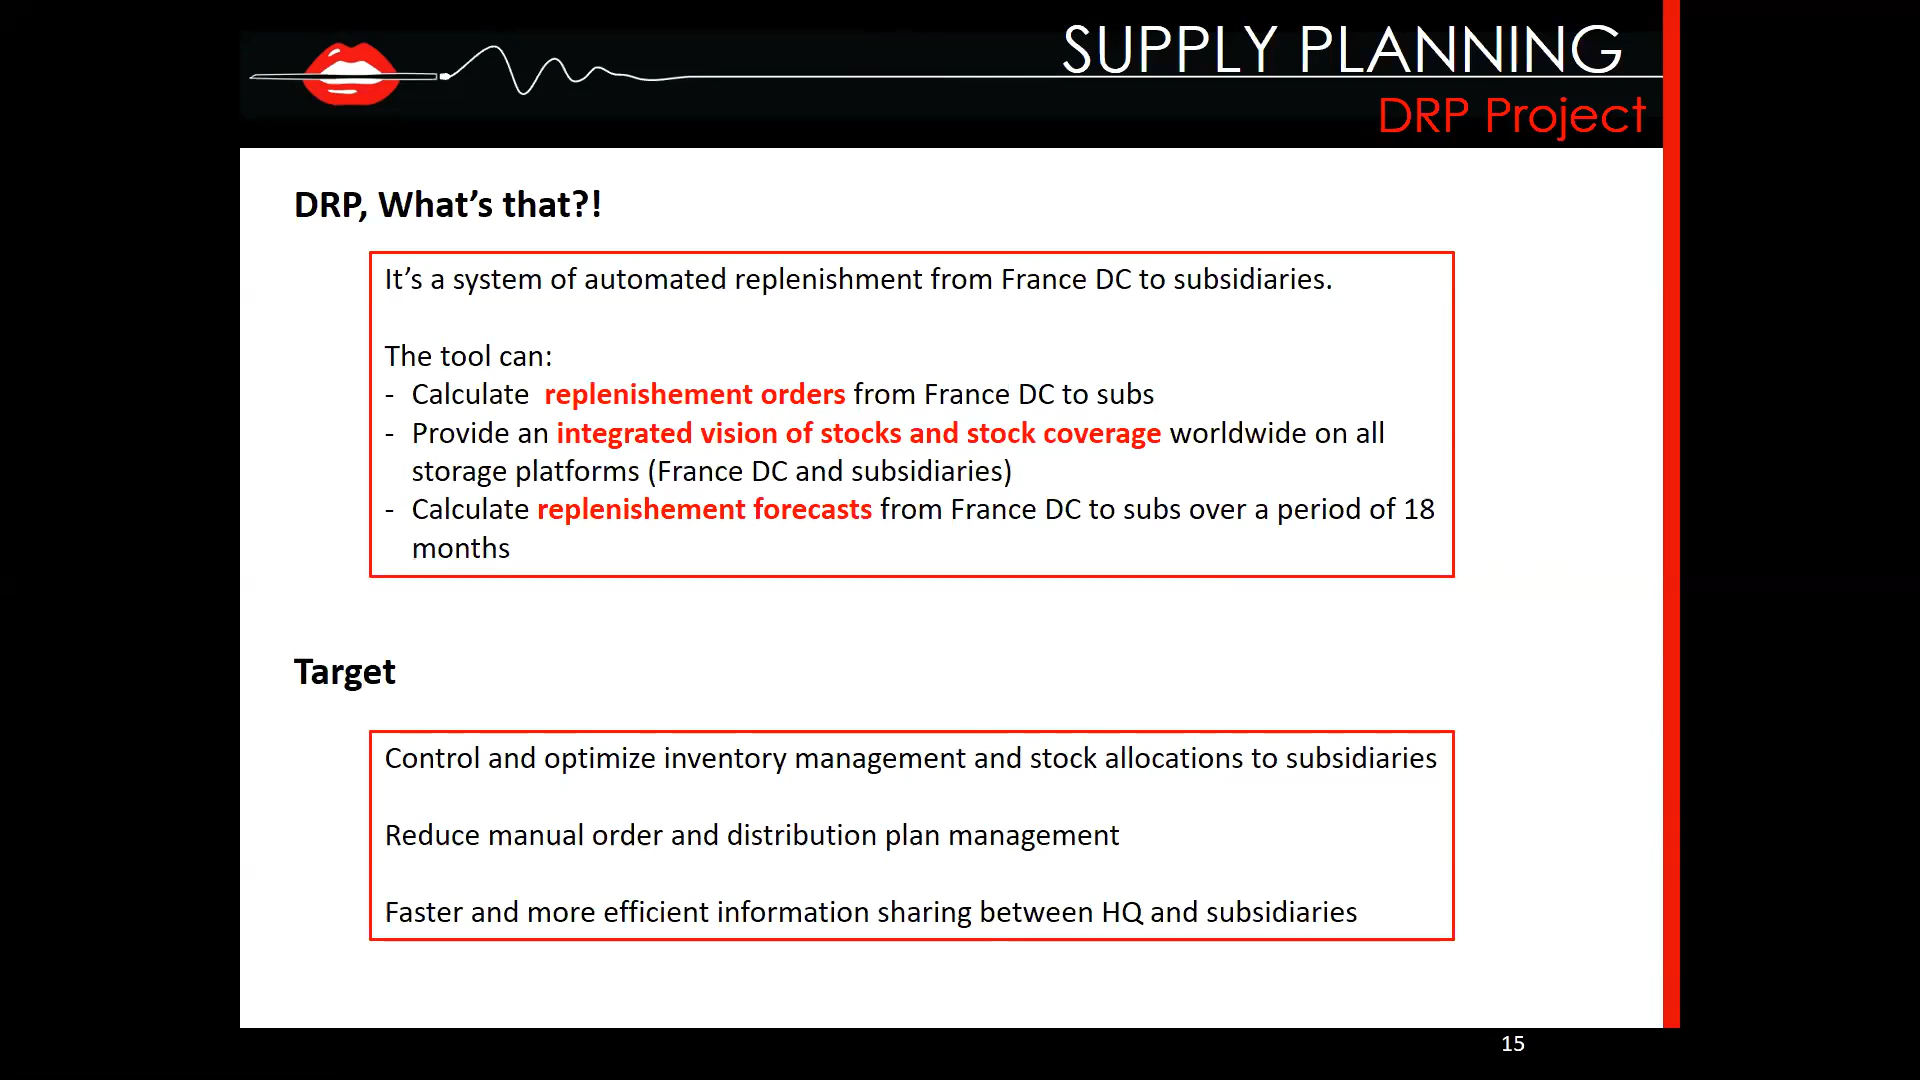 SUPPLY PLANNING
DRP Project
DRP, What’s that?!
It’s a system of automated replenishment from France DC to subsidiaries.
The tool can:
- Calculate replenishement orders from France DC to subs
- Provide an integrated vision of stocks and stock coverage worldwide on all
storage platforms (France DC and subsidiaries)
- Calculate replenishement forecasts from France DC to subs over a period of 18
months
Target
Control and optimize inventory management and stock allocations to subsidiaries
Reduce manual order and distribution plan management
Faster and more efficient information sharing between HQ and subsidiaries
15